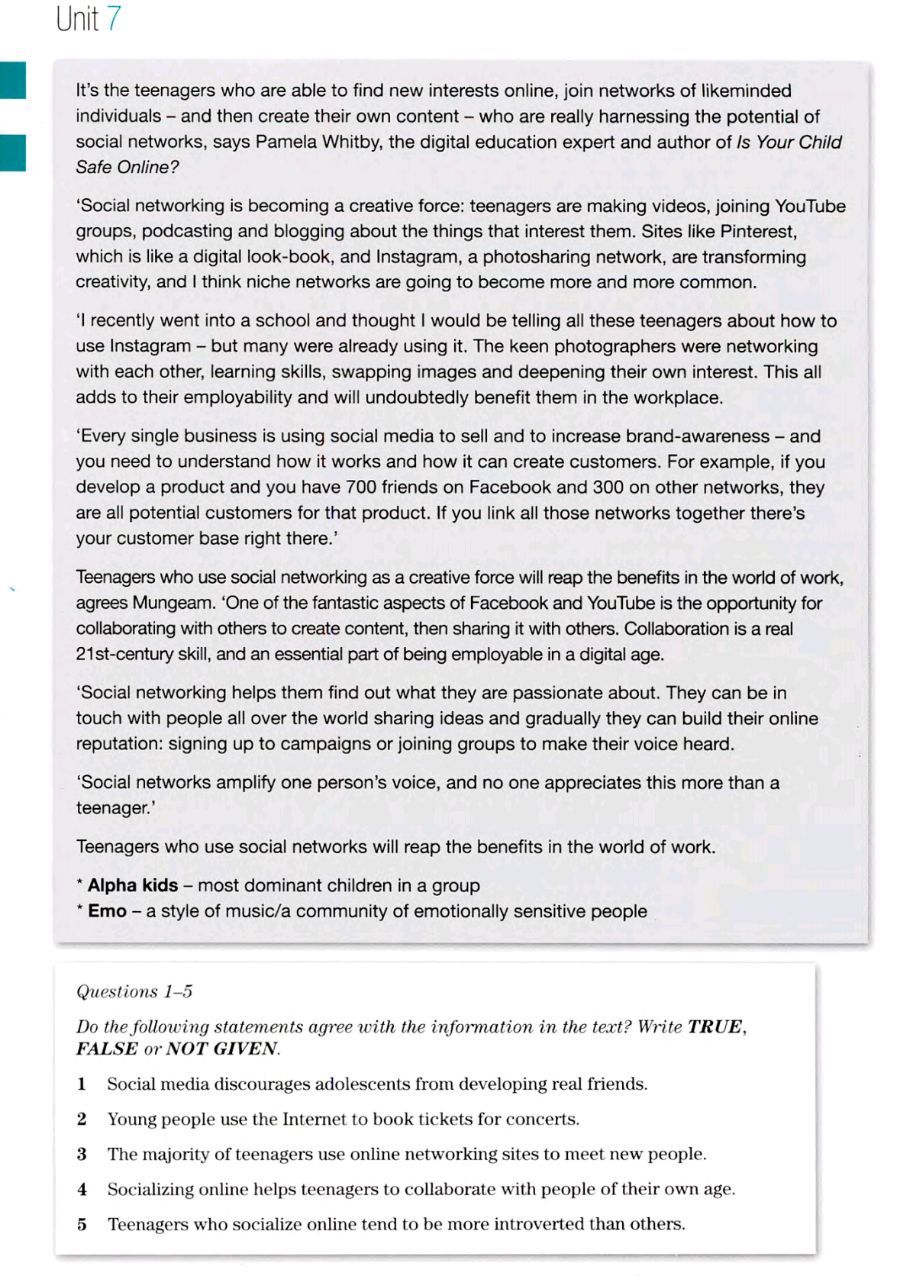 Unit 7
It's the teenagers who are able to find new interests online, join networks of likeminded
individuals – and then create their own content – who are really harnessing the potential of
social networks, says Pamela Whitby, the digital education expert and author of Is Your Child
Safe Online?
'Social networking is becoming a creative force: teenagers are making videos, joining YouTube
groups, podcasting and blogging about the things that interest them. Sites like Pinterest,
which is like a digital look-book, and Instagram, a photosharing network, are transforming
creativity, and I think niche networks are going to become more and more common.
'I recently went into a school and thought I would be telling all these teenagers about how to
use Instagram – but many were already using it. The keen photographers were networking
with each other, learning skills, swapping images and deepening their own interest. This all
adds to their employability and will undoubtedly benefit them in the workplace.
'Every single business is using social media to sell and to increase brand-awareness – and
you need to understand how it works and how it can create customers. For example, if you
develop a product and you have 700 friends on Facebook and 300 on other networks, they
are all potential customers for that product. If you link all those networks together there's
your customer base right there.'
Teenagers who use social networking as a creative force will reap the benefits in the world of work,
agrees Mungeam. 'One of the fantastic aspects of Facebook and YouTube is the opportunity for
collaborating with others to create content, then sharing it with others. Collaboration is a real
21st-century skill, and an essential part of being employable in a digital age.
'Social networking helps them find out what they are passionate about. They can be in
touch with people all over the world sharing ideas and gradually they can build their online
reputation: signing up to campaigns or joining groups to make their voice heard.
'Social networks amplify one person's voice, and no one appreciates this more than a
teenager.'
Teenagers who use social networks will reap the benefits in the world of work.
* Alpha kids – most dominant children in a group
* Emo – a style of music/a community of emotionally sensitive people
Questions 1–5
Do the following statements agree with the information in the text? Write TRUE,
FALSE or NOT GIVEN.
1 Social media discourages adolescents from developing real friends.
2 Young people use the Internet to book tickets for concerts.
3 The majority of teenagers use online networking sites to meet new people.
4 Socializing online helps teenagers to collaborate with people of their own age.
5 Teenagers who socialize online tend to be more introverted than others.